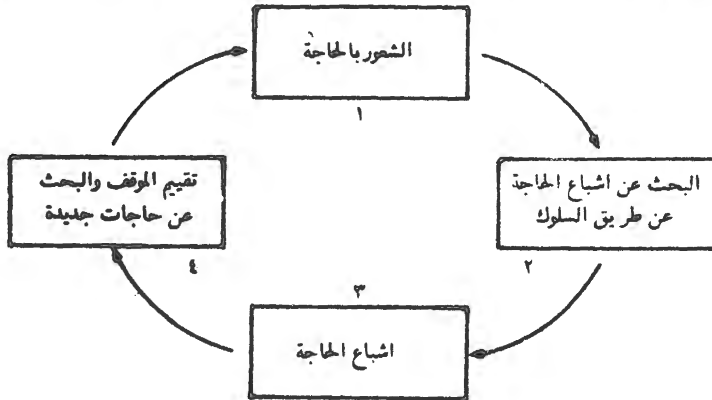 الشعور بالحاجة
١
البحث عن اشباع الحاجة
عن طريق السلوك
٢
٣
اشباع الحاجة
تقييم الموقف والبحث
عن حاجات جديدة
٤